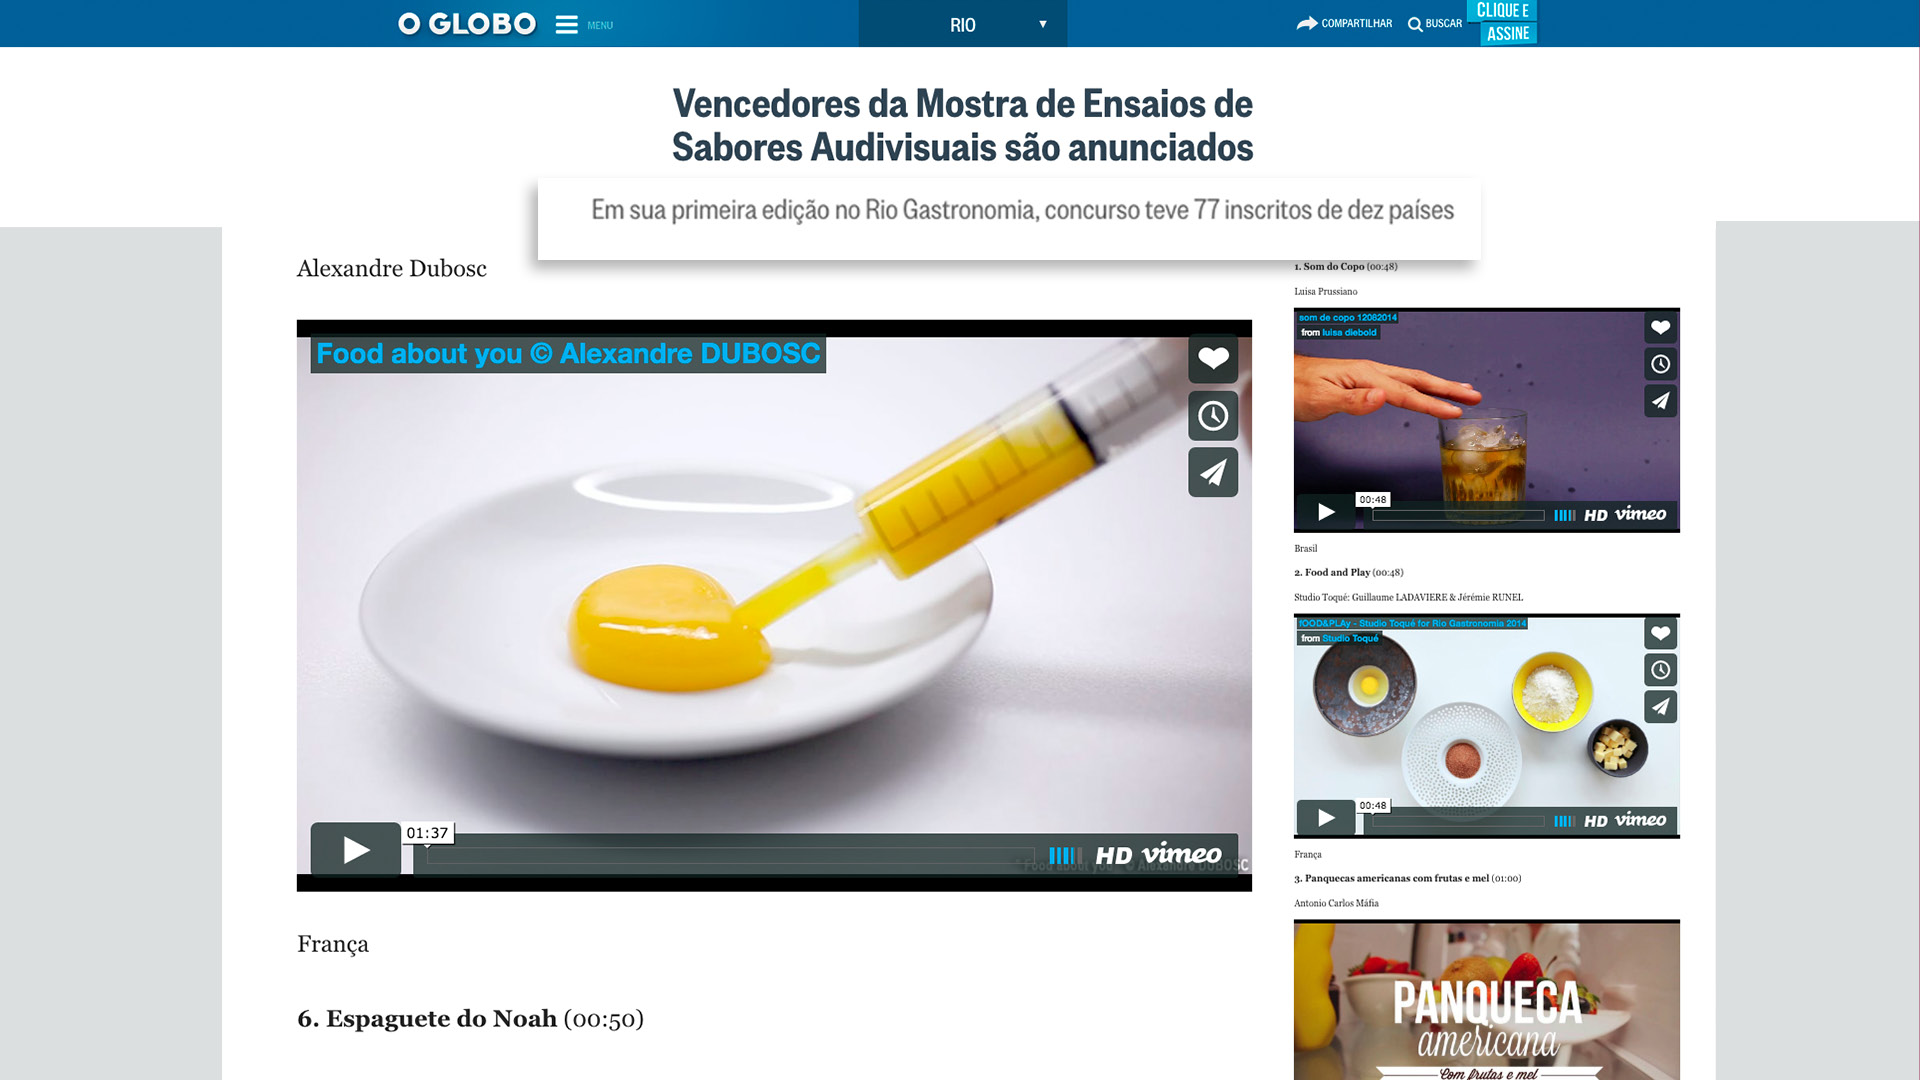 O GLOBO
MENU
RIO
COMPARTILHAR
BUSCAR
CLIQUE E
ASSINE
Vencedores da Mostra de Ensaios de
Sabores Audivisuais são anunciados
Em sua primeira edição no Rio Gastronomia, concurso teve 77 inscritos de dez países
Alexandre Dubosc
Food about you © Alexandre DUBOSC
01:37
HD vimeo
Food about you © Alexandre DUBOSC
França
6. Espaguete do Noah (00:50)
1. Som do Copo (00:48)
Luisa Prussiano
som de copo 12082014
from luisa diebold
00:48
HD vimeo
Brasil
2. Food and Play (00:48)
Studio Toqué: Guillaume LADAVIERE & Jérémie RUNEL
fOOD&PLAy - Studio Toqué for Rio Gastronomia 2014
from Studio Toqué
00:48
HD vimeo
França
3. Panquecas americanas com frutas e mel (01:00)
Antonio Carlos Máfia
PANQUECA
americana
Com frutas e mel